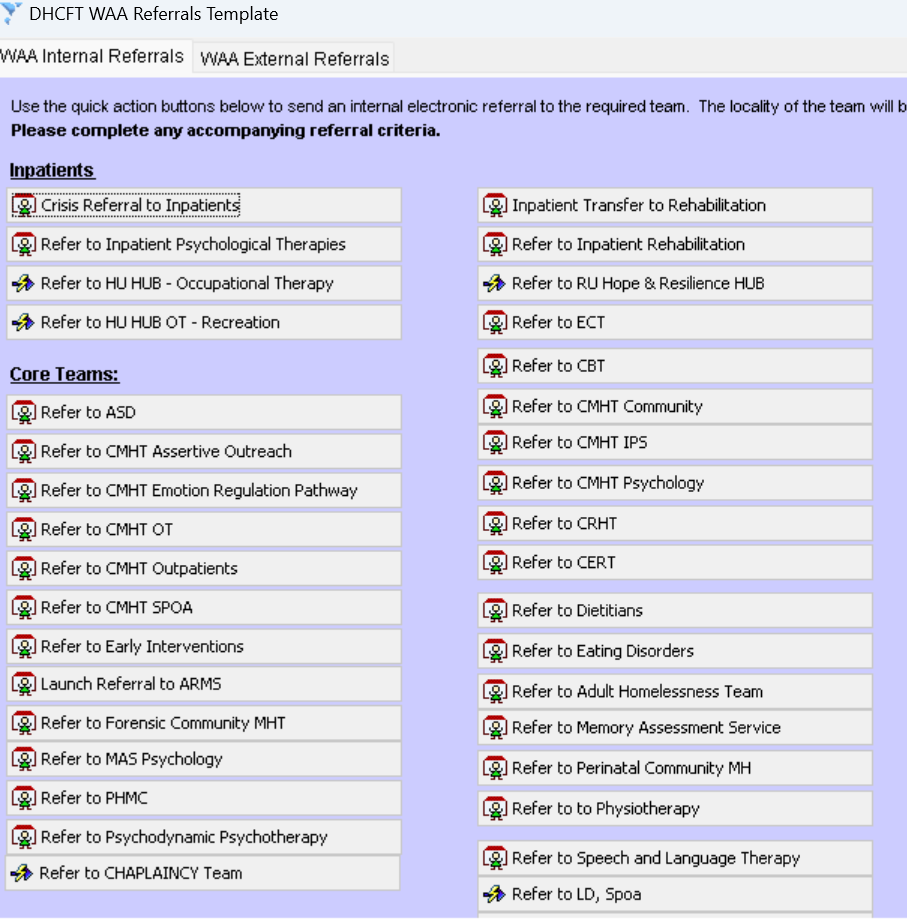 DHCFT WAA Referrals Template
WAA Internal Referrals
WAA External Referrals
Use the quick action buttons below to send an internal electronic referral to the required team. The locality of the team will b
Please complete any accompanying referral criteria.
Inpatients
Crisis Referral to Inpatients
Refer to Inpatient Psychological Therapies
Refer to HU HUB - Occupational Therapy
Refer to HU HUB OT - Recreation
Core Teams:
Refer to ASD
Refer to CMHT Assertive Outreach
Refer to CMHT Emotion Regulation Pathway
Refer to CMHT OT
Refer to CMHT Outpatients
Refer to CMHT SPOA
Refer to Early Interventions
Launch Referral to ARMS
Refer to Forensic Community MHT
Refer to MAS Psychology
Refer to PHMC
Refer to Psychodynamic Psychotherapy
Refer to CHAPLAINCY Team
Inpatient Transfer to Rehabilitation
Refer to Inpatient Rehabilitation
Refer to RU Hope & Resilience HUB
Refer to ECT
Refer to CBT
Refer to CMHT Community
Refer to CMHT IPS
Refer to CMHT Psychology
Refer to CRHT
Refer to CERT
Refer to Dietitians
Refer to Eating Disorders
Refer to Adult Homelessness Team
Refer to Memory Assessment Service
Refer to Perinatal Community MH
Refer to to Physiotherapy
Refer to Speech and Language Therapy
Refer to LD, Spoa